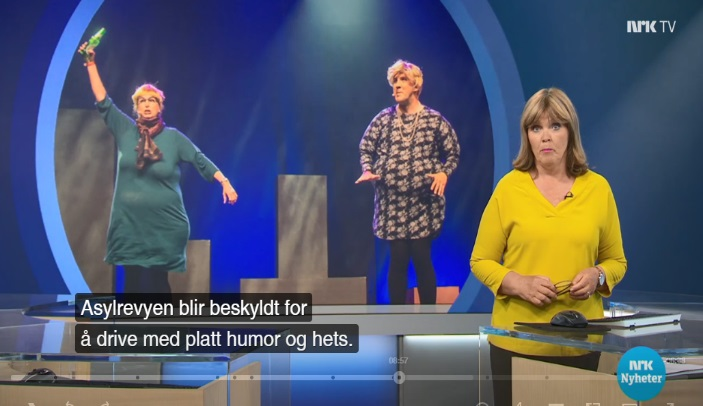 NRK TV
Asylrevyen blir beskyldt for
å drive med platt humor og hets.
08:57
NRK
Nyheter